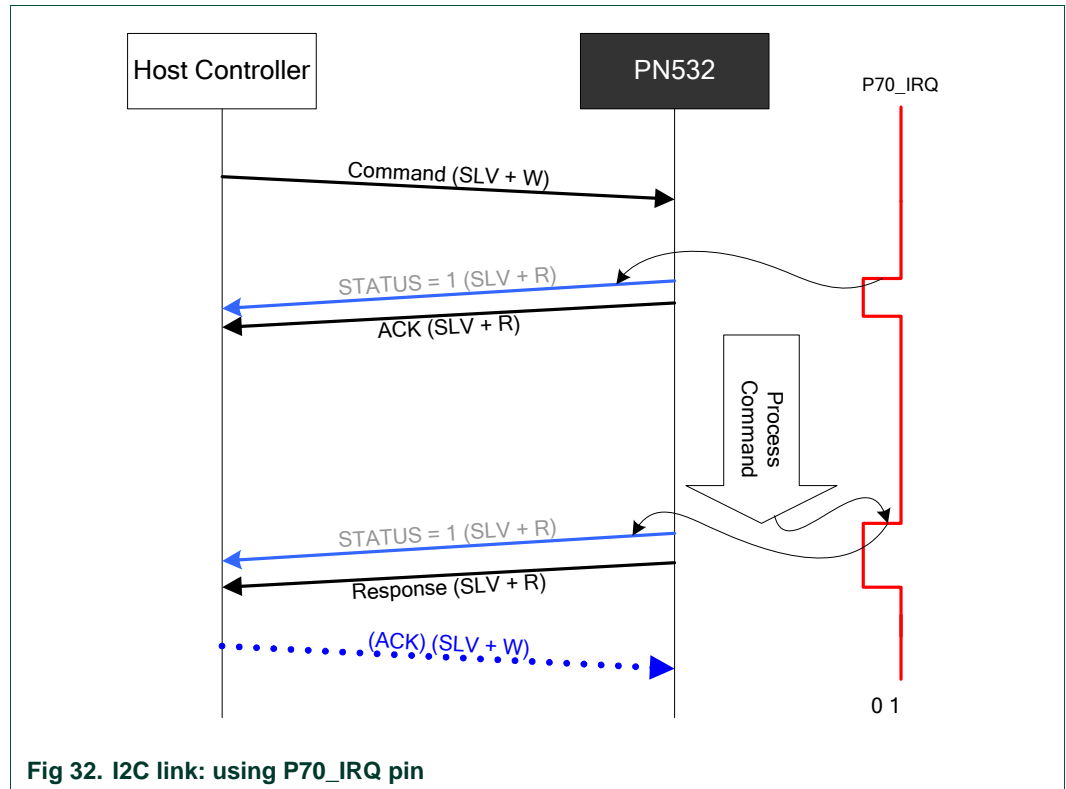 Host Controller
PN532
P70_IRQ
Command (SLV + W)
STATUS = 1 (SLV + R)
ACK (SLV + R)
Process
Command
STATUS = 1 (SLV + R)
Response (SLV + R)
(ACK) (SLV + W)
0 1
Fig 32. I2C link: using P70_IRQ pin